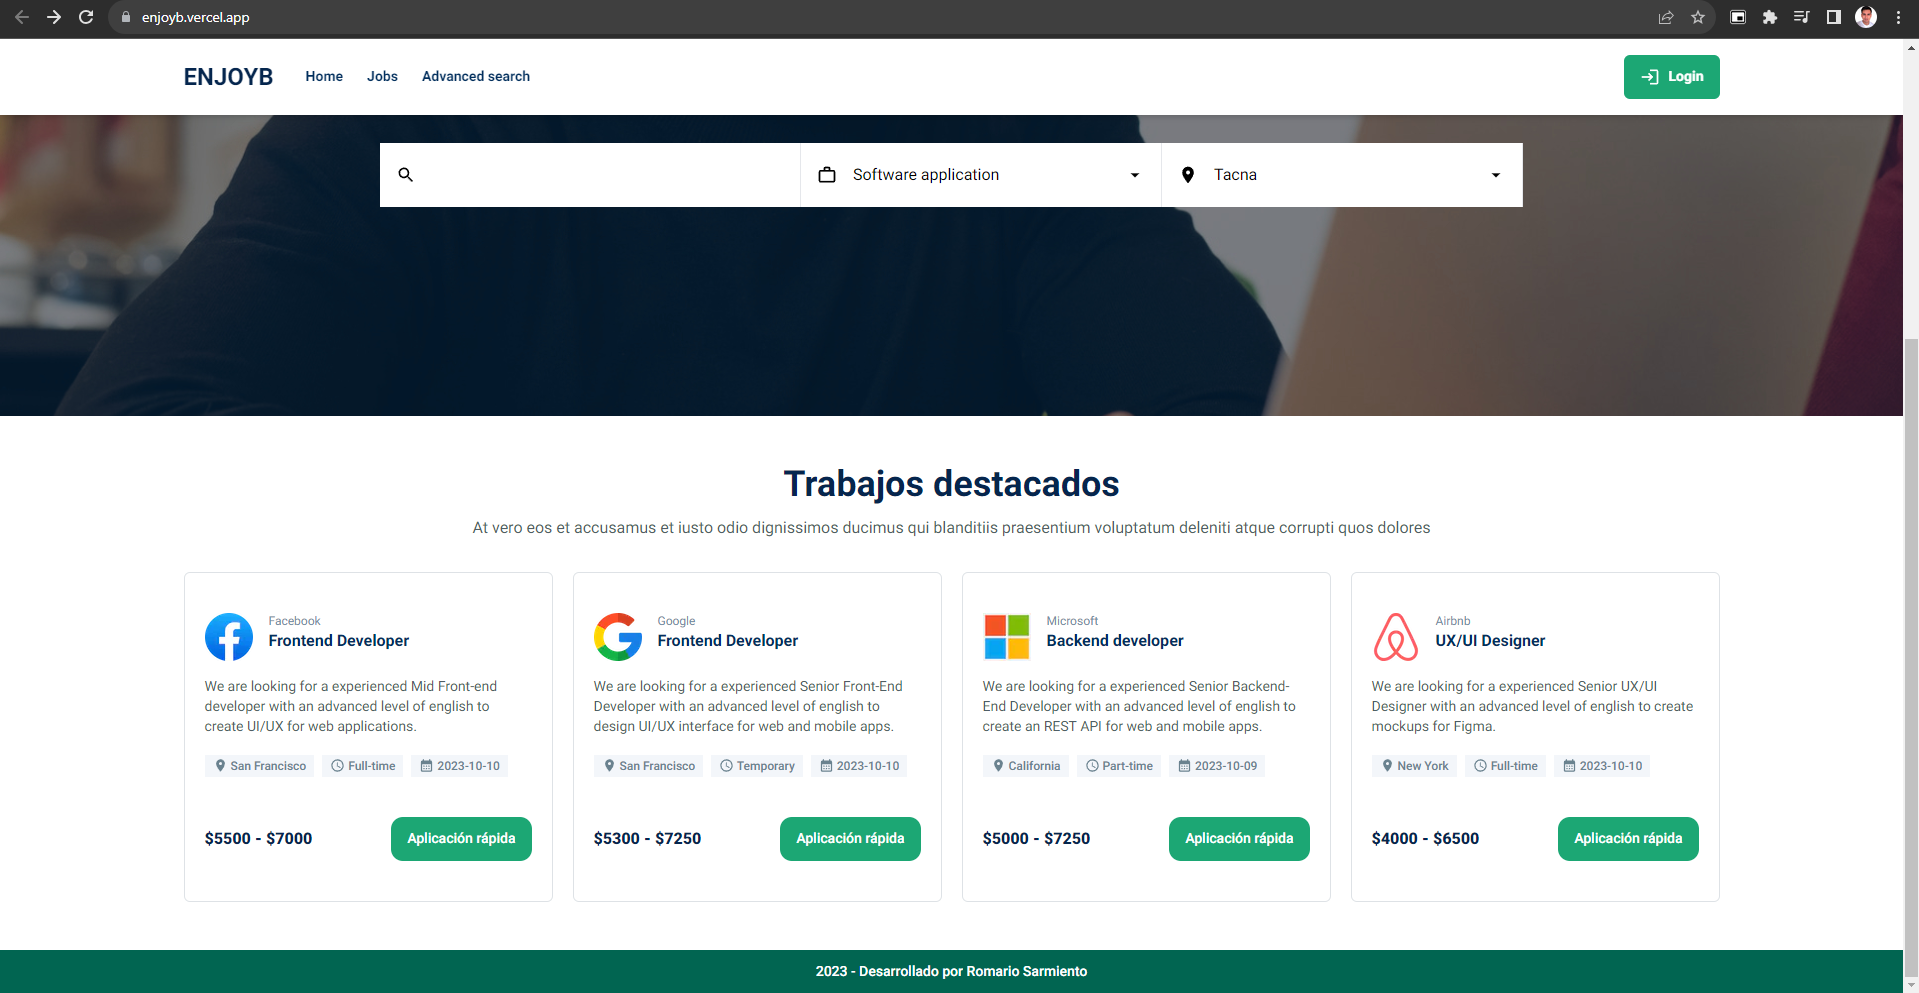 enjoyb.vercel.app
ENJOYB
Home
Jobs
Advanced search
Login
Software application
Tacna
Trabajos destacados
At vero eos et accusamus et iusto odio dignissimos ducimus qui blanditiis praesentium voluptatum deleniti atque corrupti quos dolores
Facebook
Frontend Developer
We are looking for a experienced Mid Front-end
developer with an advanced level of english to
create UI/UX for web applications.
San Francisco
Full-time
2023-10-10
$5500 - $7000
Aplicación rápida
Google
Frontend Developer
We are looking for a experienced Senior Front-End
Developer with an advanced level of english to
design UI/UX interface for web and mobile apps.
San Francisco
Temporary
2023-10-10
$5300 - $7250
Aplicación rápida
Microsoft
Backend developer
We are looking for a experienced Senior Backend-
End Developer with an advanced level of english to
create an REST API for web and mobile apps.
California
Part-time
2023-10-09
$5000 - $7250
Aplicación rápida
Airbnb
UX/UI Designer
We are looking for a experienced Senior UX/UI
Designer with an advanced level of english to create
mockups for Figma.
New York
Full-time
2023-10-10
$4000 - $6500
Aplicación rápida
2023 - Desarrollado por Romario Sarmiento